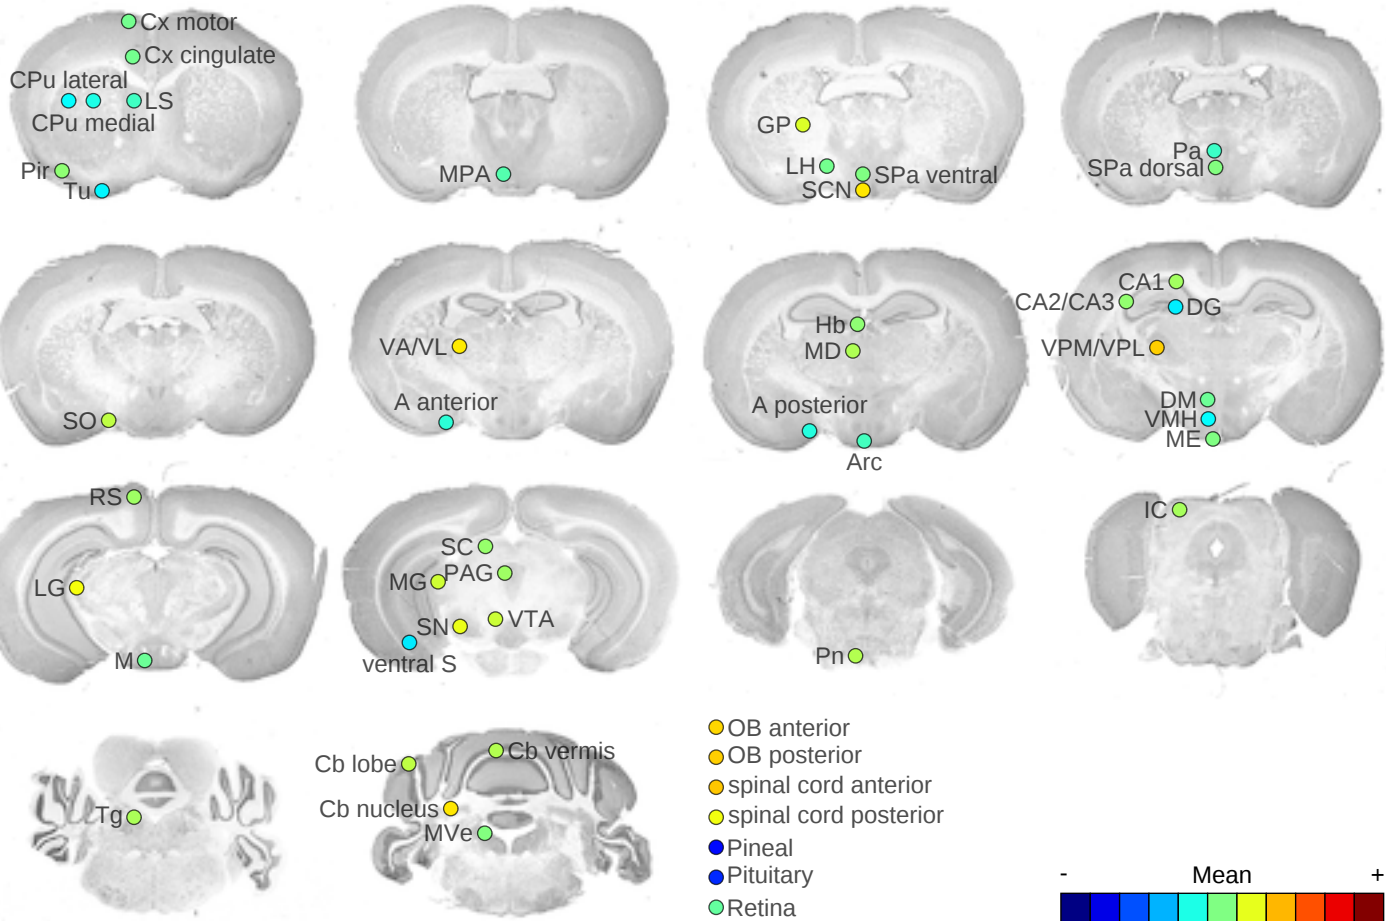 Cx motor
Cx cingulate
CPu lateral
LS
CPu medial
Pir
Tu
MPA
GP
LH
SPa ventral
SCN
Pa
SPa dorsal
SO
VA/VL
A anterior
Hb
MD
A posterior
Arc
CA1
CA2/CA3
DG
VPM/VPL
DM
VMH
ME
RS
LG
M
SC
MG
PAG
SN
VTA
ventral S
Pn
IC
Tg
Cb lobe
Cb vermis
Cb nucleus
MVe
OB anterior
OB posterior
spinal cord anterior
spinal cord posterior
Pineal
Pituitary
Retina
- Mean +